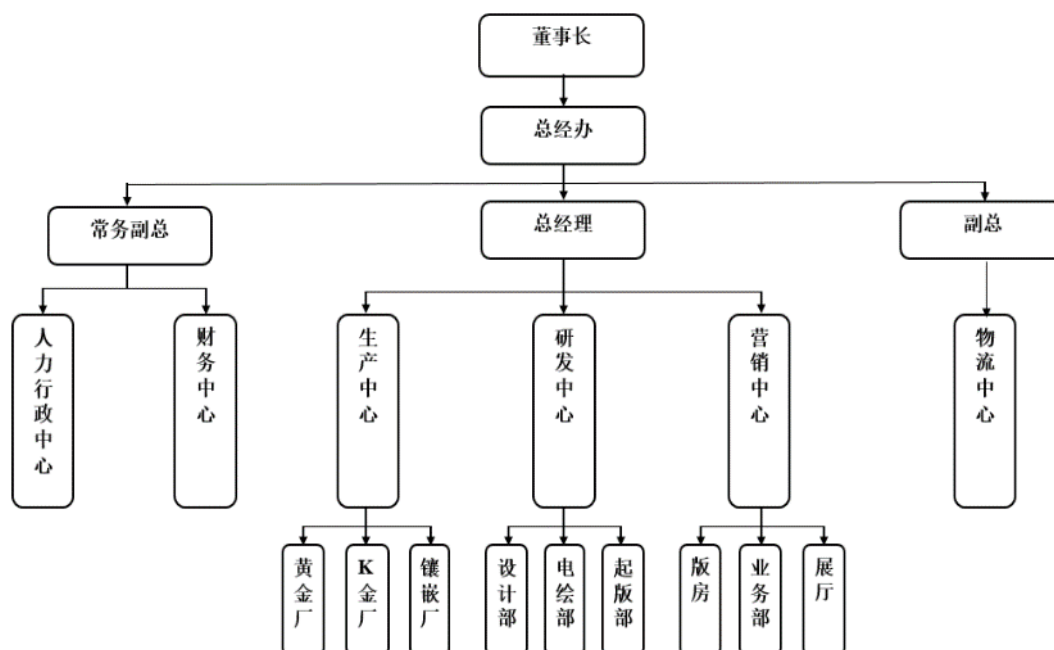 董事长
总经办
常务副总
总经理
副总
人力行政中心
财务中心
生产中心
研发中心
营销中心
物流中心
黄金厂
K金厂
镶嵌厂
设计部
电绘部
起版部
版房
业务部
展厅